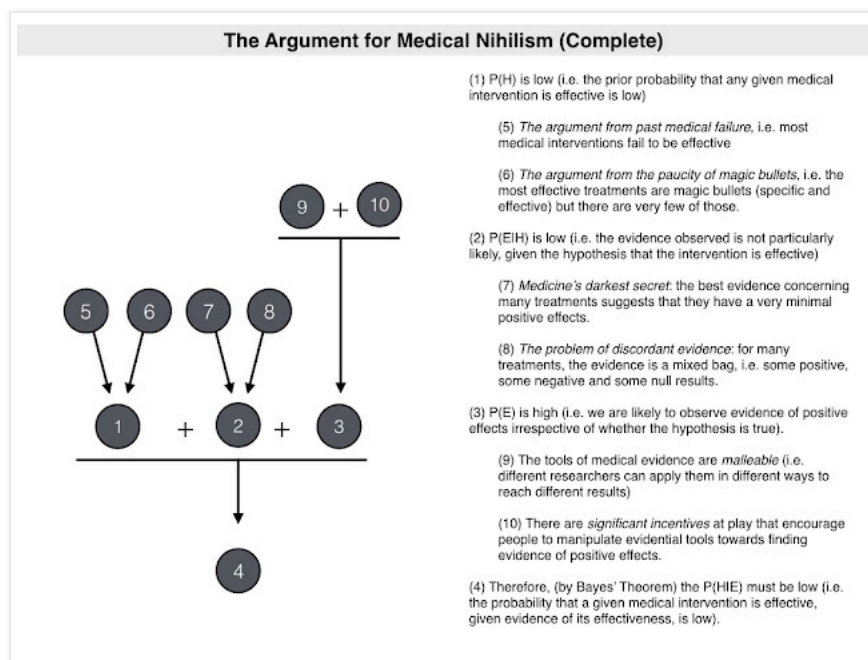 The Argument for Medical Nihilism (Complete)
9 + 10
5 6 7 8
1 + 2 + 3
4
(1) P(H) is low (i.e. the prior probability that any given medical
intervention is effective is low)
(5) The argument from past medical failure, i.e. most
medical interventions fail to be effective
(6) The argument from the paucity of magic bullets, i.e. the
most effective treatments are magic bullets (specific and
effective) but there are very few of those.
(2) P(E|H) is low (i.e. the evidence observed is not particularly
likely, given the hypothesis that the intervention is effective)
(7) Medicine's darkest secret: the best evidence concerning
many treatments suggests that they have a very minimal
positive effects.
(8) The problem of discordant evidence: for many
treatments, the evidence is a mixed bag, i.e. some positive,
some negative and some null results.
(3) P(E) is high (i.e. we are likely to observe evidence of positive
effects irrespective of whether the hypothesis is true).
(9) The tools of medical evidence are malleable (i.e.
different researchers can apply them in different ways to
reach different results)
(10) There are significant incentives at play that encourage
people to manipulate evidential tools towards finding
evidence of positive effects.
(4) Therefore, (by Bayes' Theorem) the P(H|E) must be low (i.e.
the probability that a given medical intervention is effective,
given evidence of its effectiveness, is low).